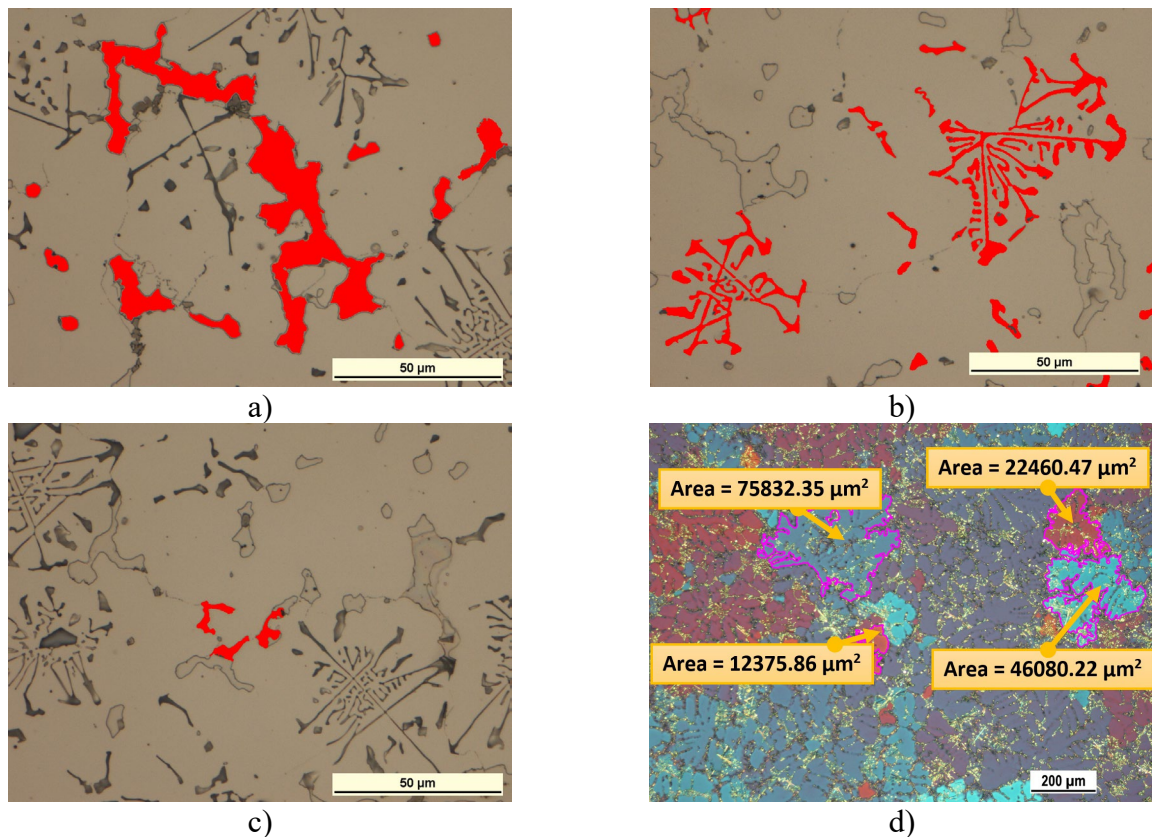 50 µm
50 µm
a)
b)
Area = 75832.35 µm²
Area = 22460.47 µm²
Area = 12375.86 µm²
Area = 46080.22 µm²
50 µm
200 µm
c)
d)